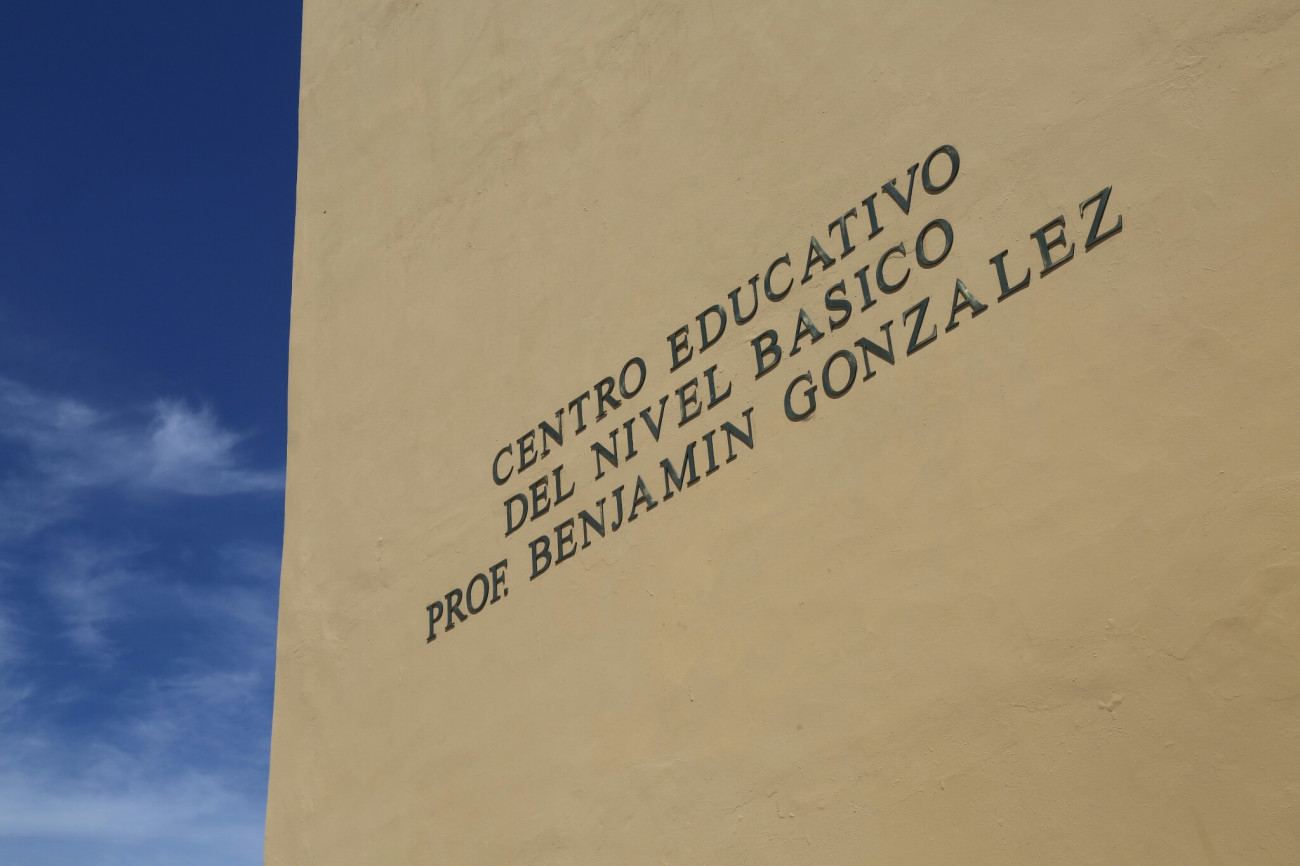 CENTRO EDUCATIVO
DEL NIVEL BASICO
PROF. BENJAMIN GONZALEZ